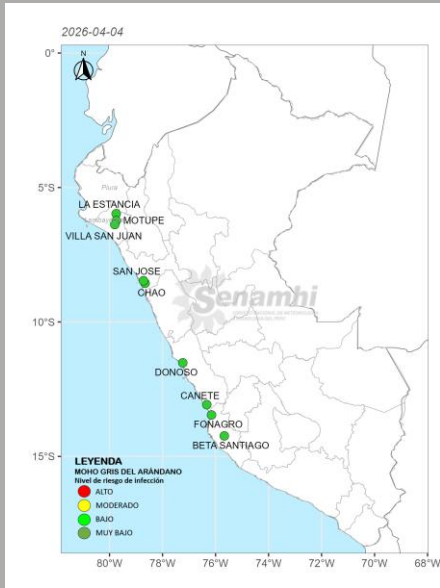 2026-04-04
N
0°
5°S
10°S
15°S
Piura
LA ESTANCIA
MOTUPE
VILLA SAN JUAN
SAN JOSE
CHAO
Senamhi
DONOSO
CANETE
FONAGRO
BETA SANTIAGO
LEYENDA
MOHO GRIS DEL ARÁNDANO
Nivel de riesgo de infección
ALTO
MODERADO
BAJO
MUY BAJO
80°W 78°W 76°W 74°W 72°W 70°W 68°W